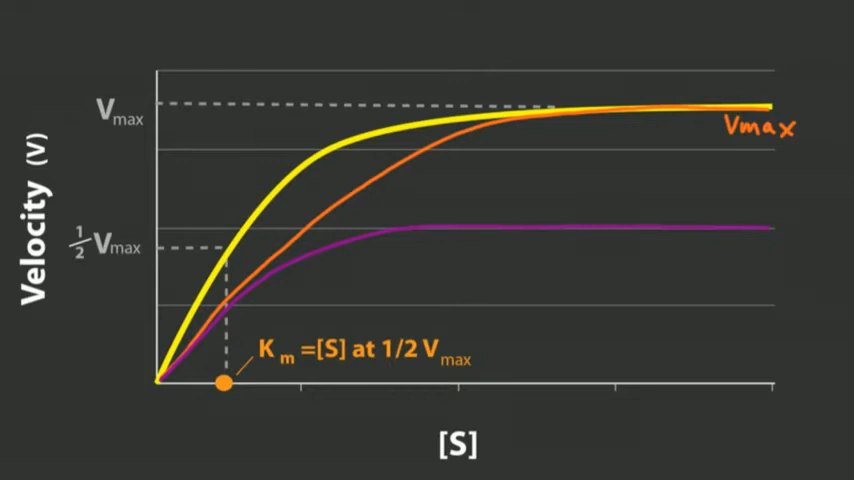 Vmax
Vmax
1/2 Vmax
Velocity (V)
Km =[S] at 1/2 Vmax
[S]